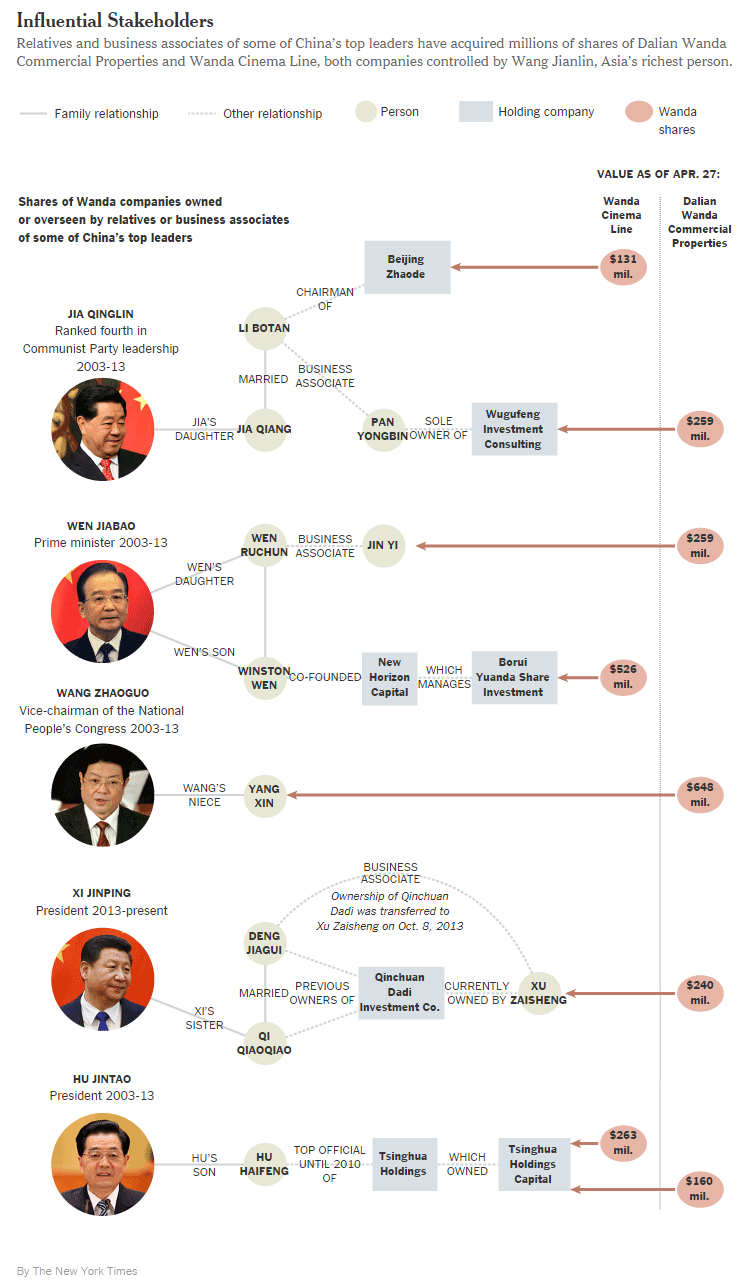 Influential Stakeholders
Relatives and business associates of some of China's top leaders have acquired millions of shares of Dalian Wanda
Commercial Properties and Wanda Cinema Line, both companies controlled by Wang Jianlin, Asia's richest person.
Family relationship
Other relationship
Person
Holding company
Wanda
shares
VALUE AS OF APR. 27:
Shares of Wanda companies owned
or overseen by relatives or business associates
of some of China's top leaders
Wanda
Cinema
Line
Dalian
Wanda
Commercial
Properties
Beijing
Zhaode
$131
mil.
CHAIRMAN
OF
JIA QINGLIN
Ranked fourth in
Communist Party leadership
2003-13
LI BOTAN
MARRIED
BUSINESS
ASSOCIATE
JIA'S
DAUGHTER
JIA QIANG
PAN
YONGBIN
SOLE
OWNER OF
Wugufeng
Investment
Consulting
$259
mil.
WEN JIABAO
Prime minister 2003-13
WEN
RUCHUN
BUSINESS
ASSOCIATE
JIN YI
$259
mil.
WEN'S
DAUGHTER
WEN'S SON
WINSTON
WEN
CO-FOUNDED
New
Horizon
Capital
WHICH
MANAGES
Borui
Yuanda Share
Investment
$526
mil.
WANG ZHAOGUO
Vice-chairman of the National
People's Congress 2003-13
WANG'S
NIECE
YANG
XIN
$648
mil.
XI JINPING
President 2013-present
BUSINESS
ASSOCIATE
Ownership of Qinchuan
Dadi was transferred to
Xu Zaisheng on Oct. 8, 2013
DENG
JIAGUI
MARRIED
PREVIOUS
OWNERS OF
Qinchuan
Dadi
Investment Co.
CURRENTLY
OWNED BY
XU
ZAISHENG
$240
mil.
XI'S
SISTER
QI
QIAOQIAO
HU JINTAO
President 2003-13
HU'S
SON
HU
HAIFENG
TOP OFFICIAL
UNTIL 2010
OF
Tsinghua
Holdings
WHICH
OWNED
Tsinghua
Holdings
Capital
$263
mil.
$160
mil.
By The New York Times